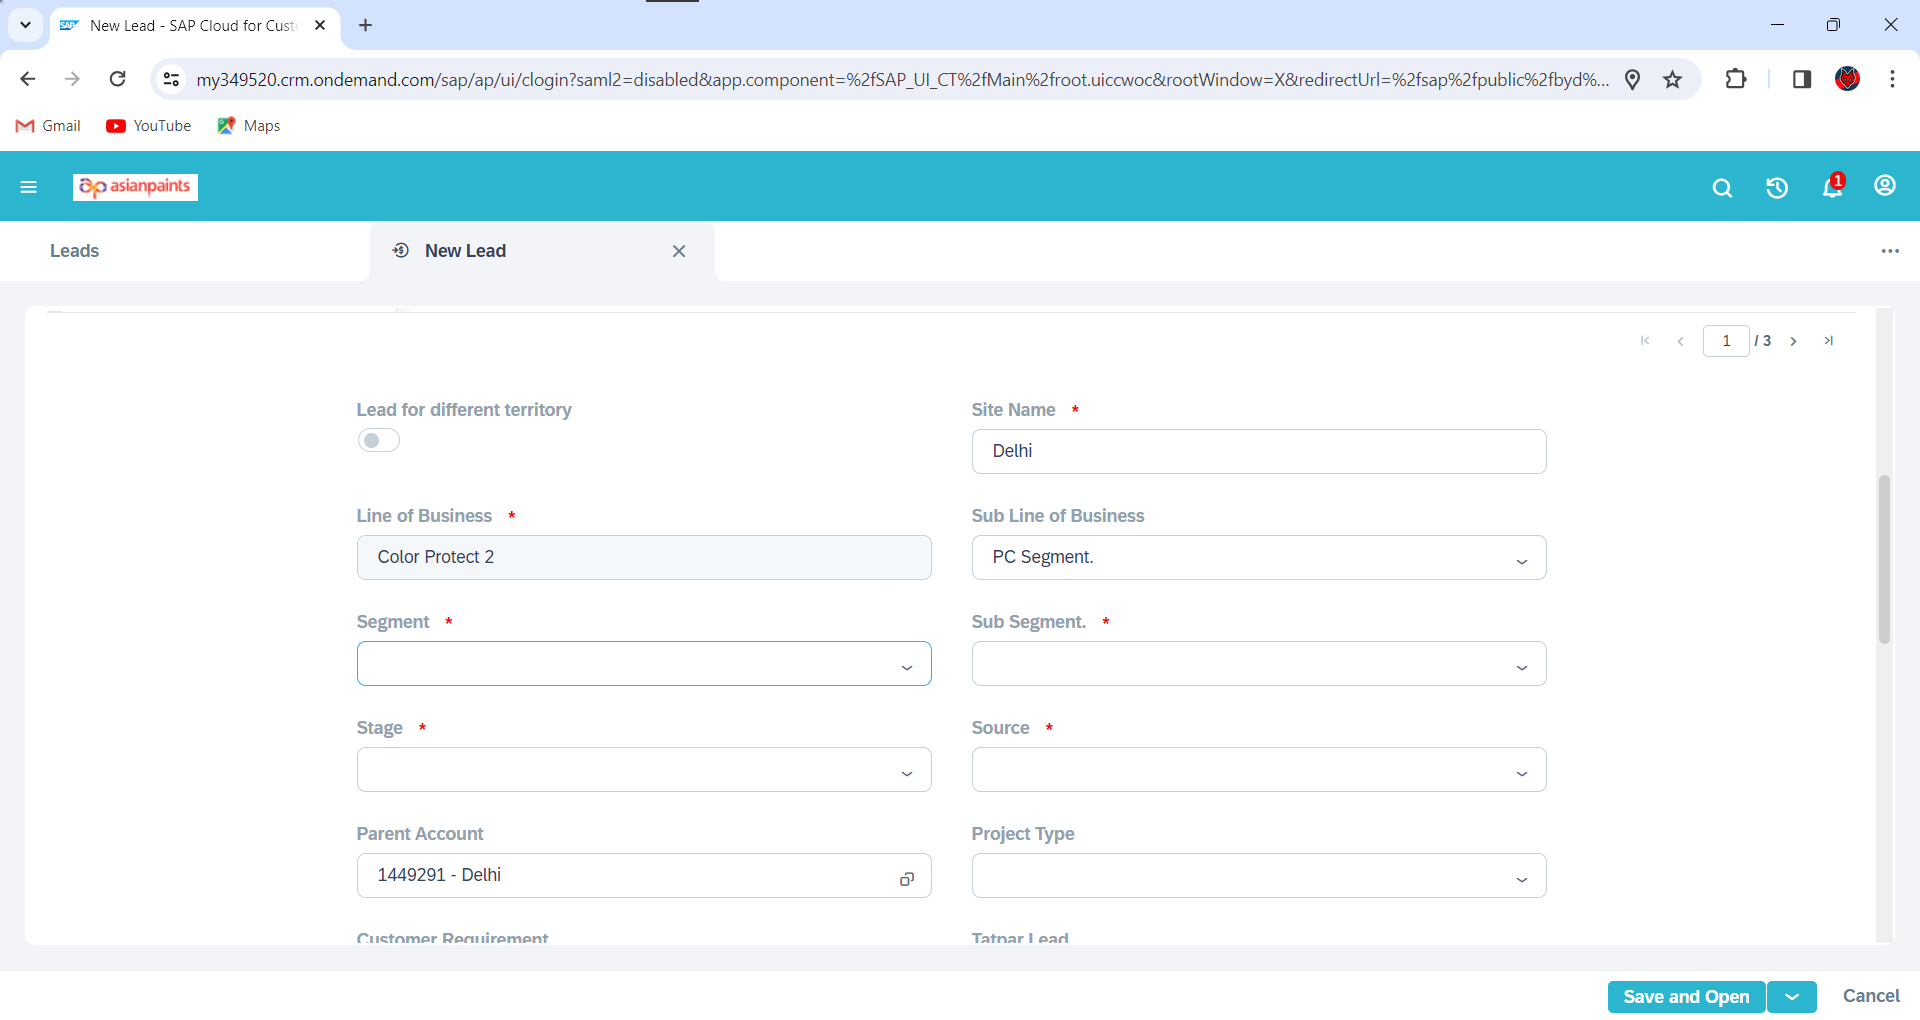 New Lead - SAP Cloud for Cust
my349520.crm.ondemand.com/sap/ap/ui/clogin?saml2=disabled&app.component=%2fSAP_UI_CT%2fMain%2froot.uiccwoc&rootWindow=X&redirectUrl=%2fsap%2fpublic%2fbyd%...
Gmail YouTube Maps
asianpaints
1
Leads New Lead
1 / 3
Lead for different territory
Site Name *
Delhi
Line of Business *
Sub Line of Business
Color Protect 2
PC Segment.
Segment *
Sub Segment. *
Stage *
Source *
Parent Account
Project Type
1449291 - Delhi
Customer Requirement
Tatpar Lead
Save and Open Cancel